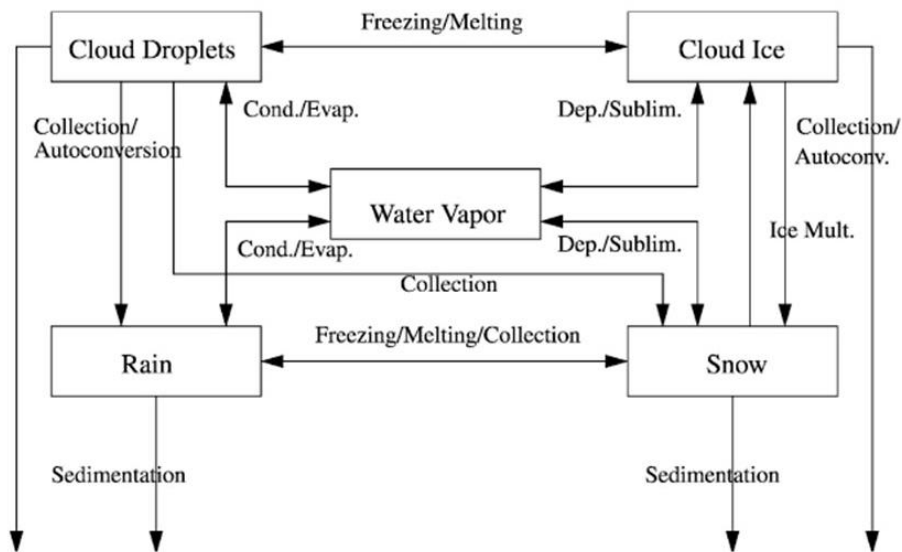 Freezing/Melting
Cloud Droplets
Cloud Ice
Cond./Evap.
Dep./Sublim.
Collection/
Autoconversion
Collection/
Autoconv.
Water Vapor
Ice Mult.
Cond./Evap.
Dep./Sublim.
Collection
Freezing/Melting/Collection
Rain
Snow
Sedimentation
Sedimentation